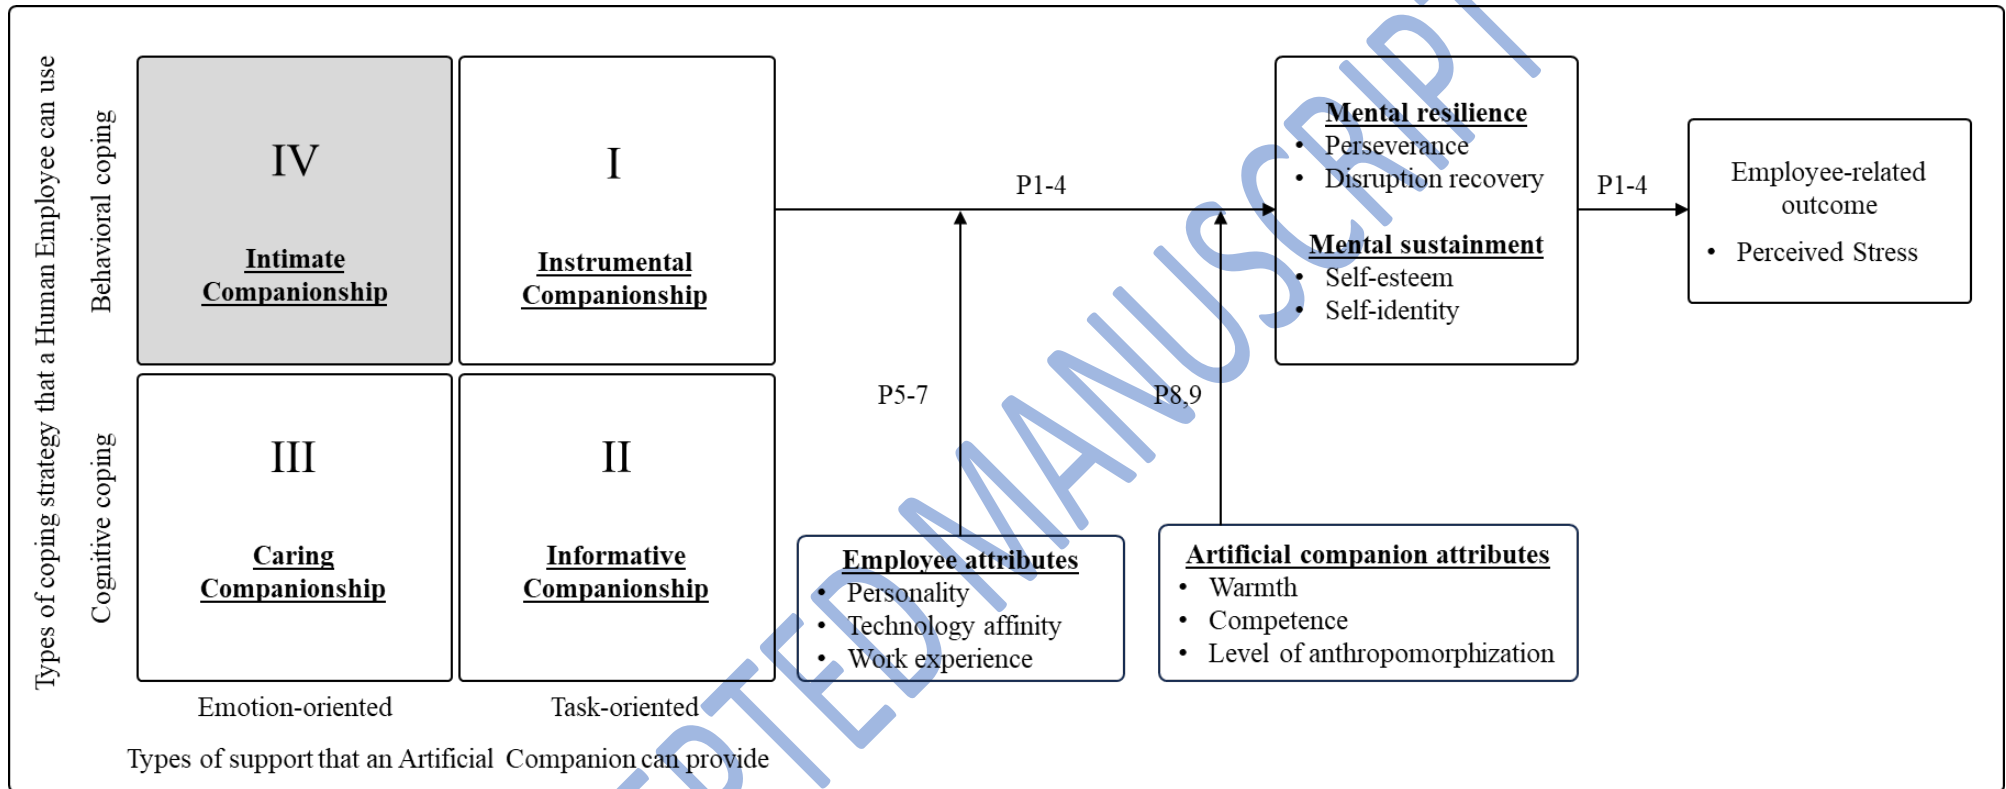 Types of coping strategy that a Human Employee can use
Behavioral coping
Cognitive coping
IV
Intimate
Companionship
I
Instrumental
Companionship
III
Caring
Companionship
II
Informative
Companionship
Emotion-oriented
Task-oriented
Types of support that an Artificial Companion can provide
P1-4
P5-7
P8,9
Employee attributes
• Personality
• Technology affinity
• Work experience
Artificial companion attributes
• Warmth
• Competence
• Level of anthropomorphization
Mental resilience
• Perseverance
• Disruption recovery
Mental sustainment
• Self-esteem
• Self-identity
P1-4
Employee-related
outcome
• Perceived Stress
PTED MANUSCRIPT